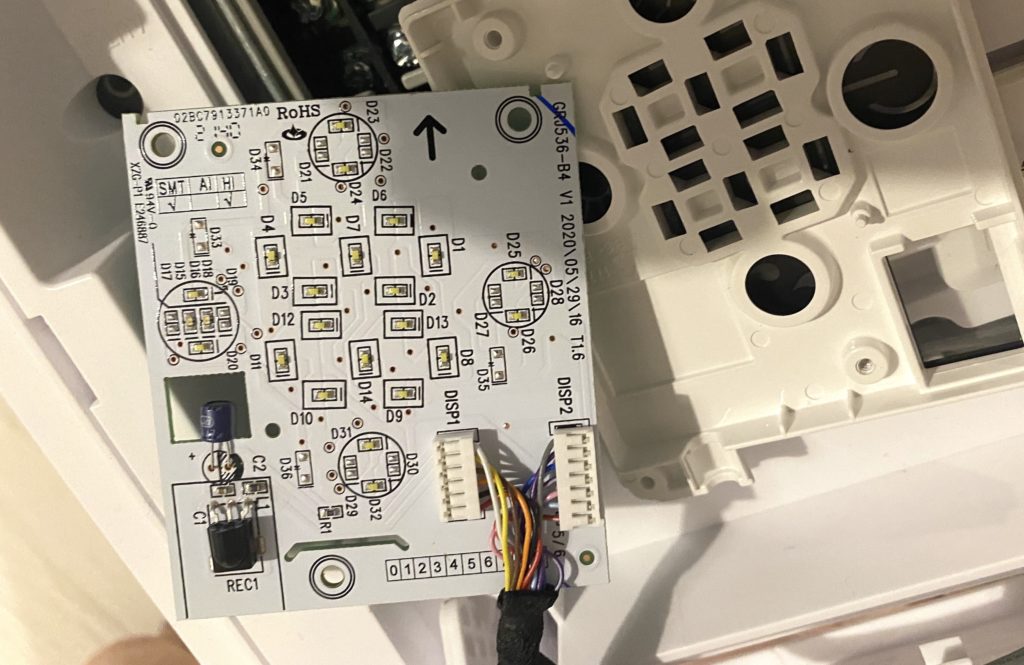 02BC7913371A0
RoHS
SMT AI HI
94V-0
GRJ536-B4 V1 2020\05\29\16 T1.6
D23
D22
D21
D24
D34
D5
D6
D4
D7
D1
D33
D3
D2
D12
D13
D17
D15
D16
D18
D19
D20
D11
D14
D8
D10
D9
D25
D28
D27
D26
D35
DISP1
DISP2
D31
D30
D29
D32
D36
C2
C1
R1
REC1
+
0 1 2 3 4 5 6
5/6